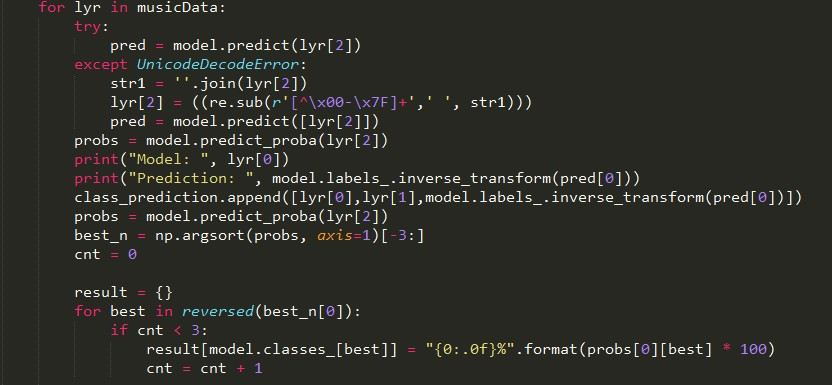 for lyr in musicData:
try:
pred = model.predict(lyr[2])
except UnicodeDecodeError:
str1 = ''.join(lyr[2])
lyr[2] = ((re.sub(r'[^\x00-\x7F]+',' ', str1)))
pred = model.predict([lyr[2]])
probs = model.predict_proba(lyr[2])
print("Model: ", lyr[0])
print("Prediction: ", model.labels_.inverse_transform(pred[0]))
class_prediction.append([lyr[0],lyr[1],model.labels_.inverse_transform(pred[0])])
probs = model.predict_proba(lyr[2])
best_n = np.argsort(probs, axis=1)[-3:]
cnt = 0
result = {}
for best in reversed(best_n[0]):
if cnt < 3:
result[model.classes_[best]] = "{0:.0f}%".format(probs[0][best] * 100)
cnt = cnt + 1